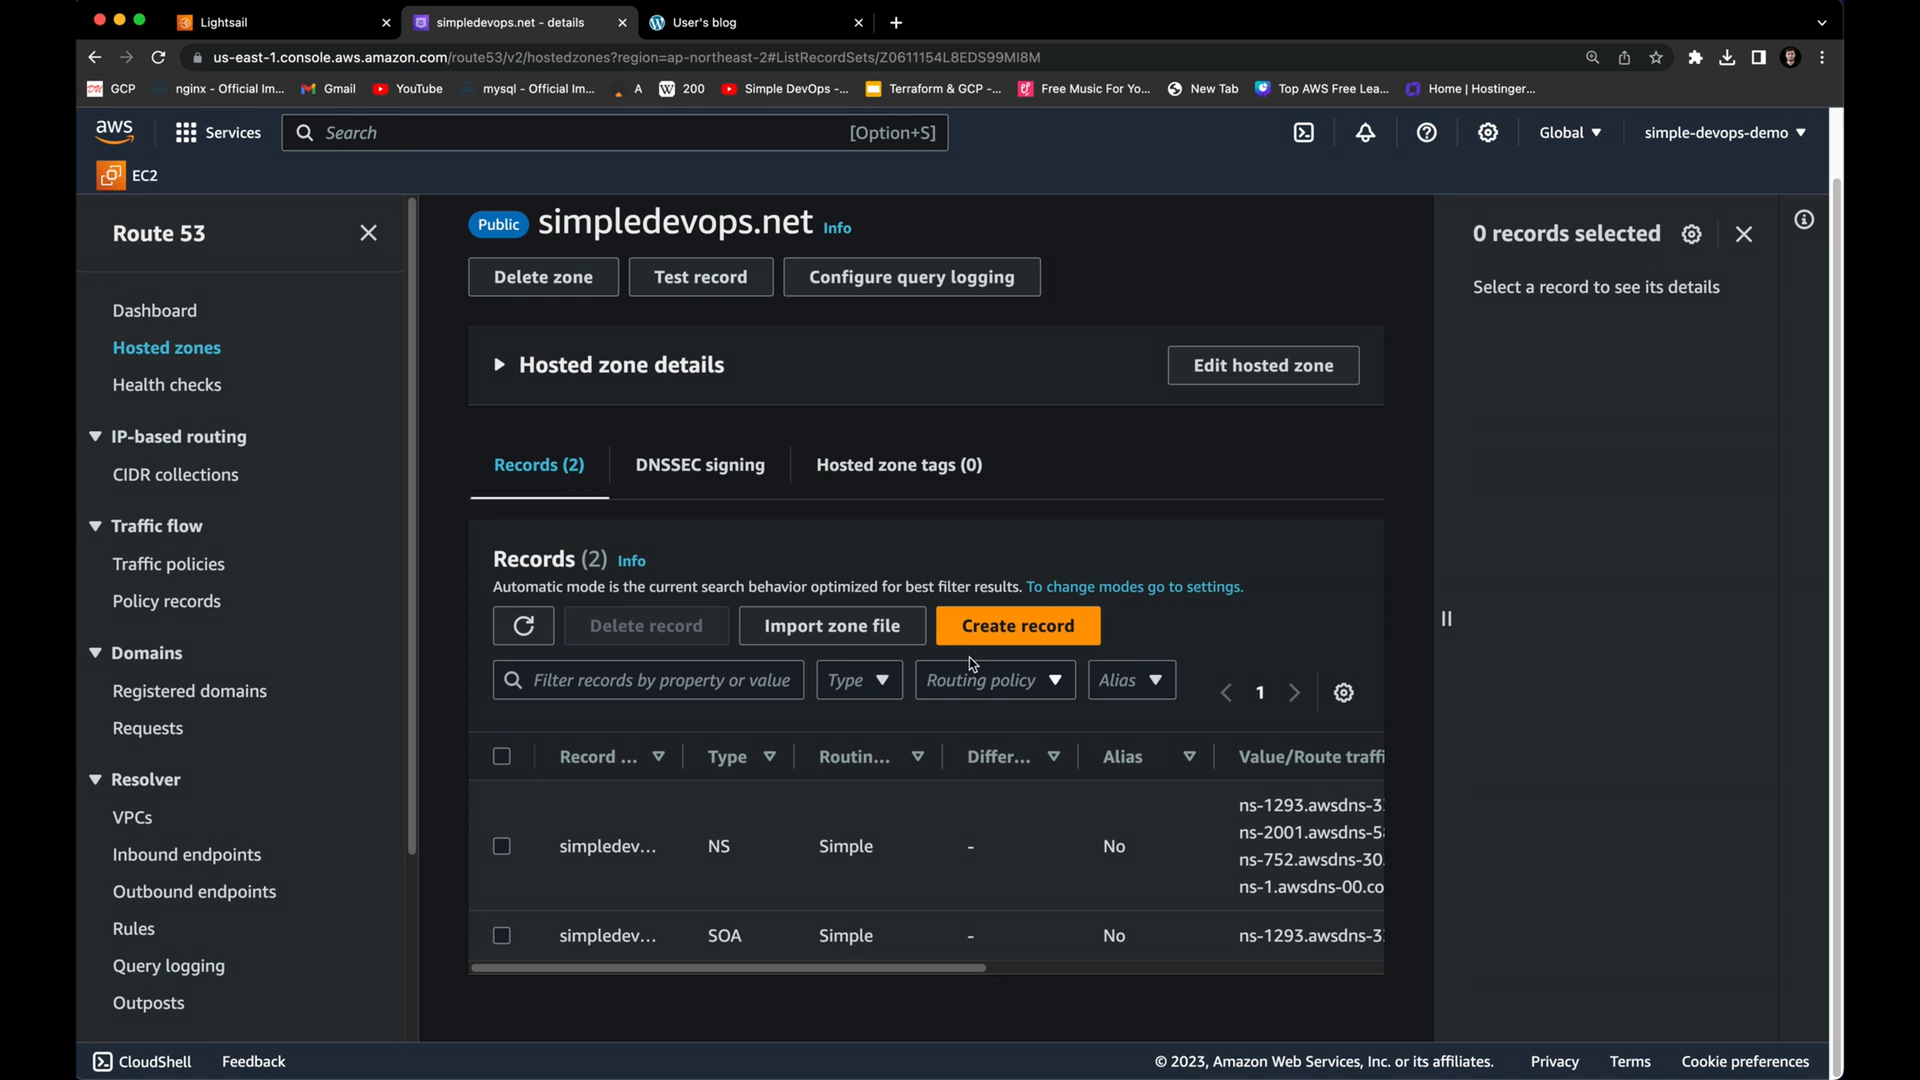 Lightsail
simpledevops.net - details
User's blog
us-east-1.console.aws.amazon.com/route53/v2/hostedzones?region=ap-northeast-2#ListRecordSets/Z0611154L8EDS99MI8M
GCP
nginx - Official Im...
Gmail
YouTube
mysql - Official Im...
A
200
Simple DevOps -...
Terraform & GCP -...
Free Music For Yo...
New Tab
Top AWS Free Lea...
Home | Hostinger...
aws
Services
Search
[Option+S]
Global
simple-devops-demo
EC2
Route 53
Dashboard
Hosted zones
Health checks
IP-based routing
CIDR collections
Traffic flow
Traffic policies
Policy records
Domains
Registered domains
Requests
Resolver
VPCs
Inbound endpoints
Outbound endpoints
Rules
Query logging
Outposts
Public
simpledevops.net
Info
Delete zone
Test record
Configure query logging
Hosted zone details
Edit hosted zone
Records (2)
DNSSEC signing
Hosted zone tags (0)
Records (2) Info
Automatic mode is the current search behavior optimized for best filter results. To change modes go to settings.
Delete record
Import zone file
Create record
Filter records by property or value
Type
Routing policy
Alias
1
Record ...
Type
Routin...
Differ...
Alias
Value/Route traffi
simpledev...
NS
Simple
-
No
ns-1293.awsdns-3
ns-2001.awsdns-58
ns-752.awsdns-30.
ns-1.awsdns-00.co
simpledev...
SOA
Simple
-
No
ns-1293.awsdns-3
0 records selected
Select a record to see its details
CloudShell
Feedback
© 2023, Amazon Web Services, Inc. or its affiliates.
Privacy
Terms
Cookie preferences